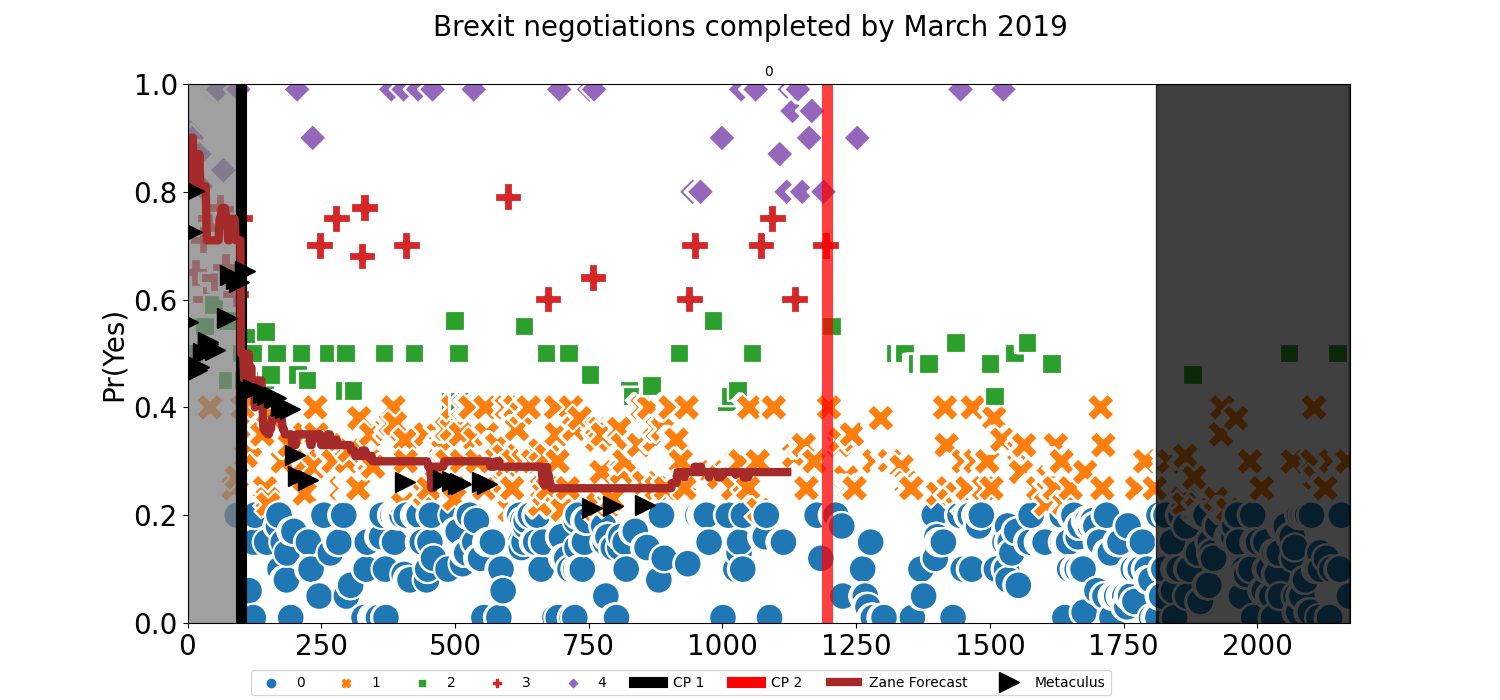 Brexit negotiations completed by March 2019
0
1.0
0.8
0.6
0.4
0.2
0.0
Pr(Yes)
0 250 500 750 1000 1250 1500 1750 2000
0 1 2 3 4 CP 1 CP 2 Zane Forecast Metaculus